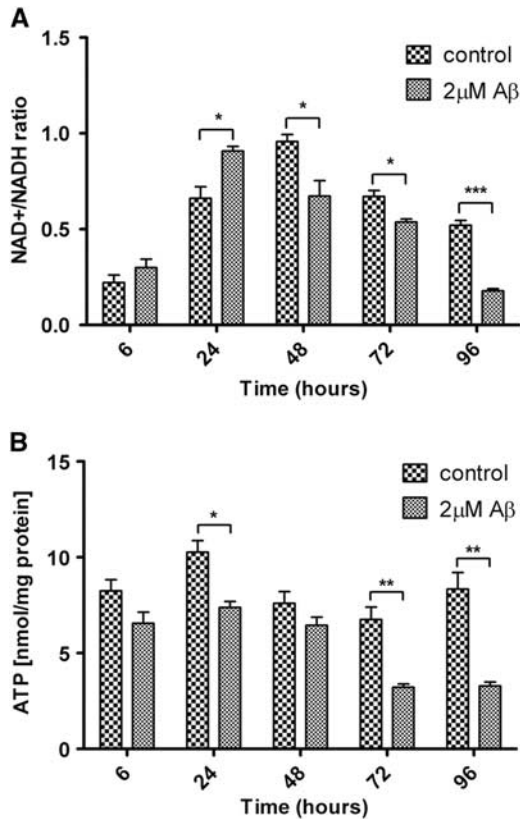 A
NAD+/NADH ratio
1.5
1.0
0.5
0.0
control
2μM Aβ
*
*
*
***
6
24
48
72
96
Time (hours)
B
ATP [nmol/mg protein]
15
10
5
0
control
2μM Aβ
*
**
**
6
24
48
72
96
Time (hours)